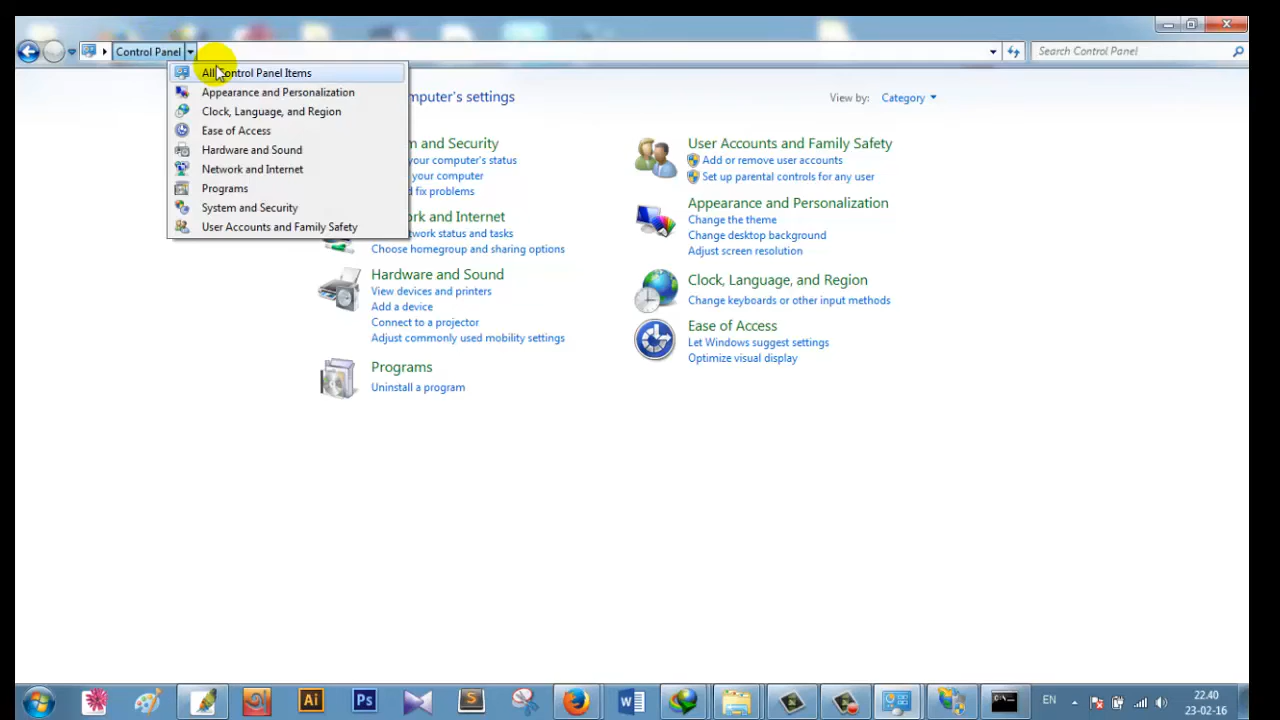 Control Panel
Search Control Panel
All Control Panel Items
Appearance and Personalization
Clock, Language, and Region
Ease of Access
Hardware and Sound
Network and Internet
Programs
System and Security
User Accounts and Family Safety
computer's settings
View by: Category
and Security
your computer's status
your computer
and fix problems
and Internet
network status and tasks
Choose homegroup and sharing options
Hardware and Sound
View devices and printers
Add a device
Connect to a projector
Adjust commonly used mobility settings
Programs
Uninstall a program
User Accounts and Family Safety
Add or remove user accounts
Set up parental controls for any user
Appearance and Personalization
Change the theme
Change desktop background
Adjust screen resolution
Clock, Language, and Region
Change keyboards or other input methods
Ease of Access
Let Windows suggest settings
Optimize visual display
Ai
Ps
S
W
EN
22.40
23-02-16